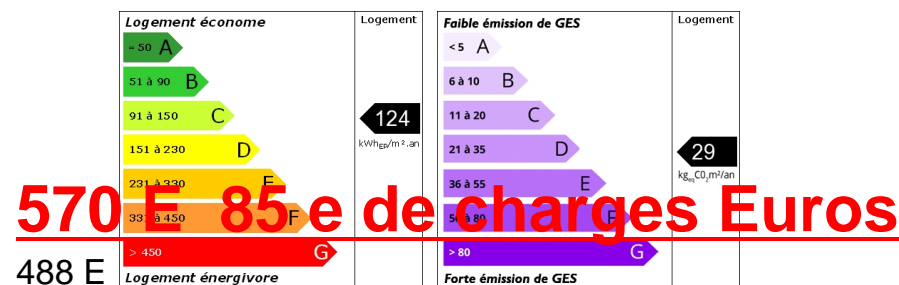 Logement économe
Logement
Faible émission de GES
Logement
= 50 A
< 5 A
51 à 90 B
6 à 10 B
91 à 150 C
124
11 à 20 C
kWhEP/m².an
151 à 230 D
21 à 35 D
29
kgeqCO2m²/an
231 à 330 E
36 à 55 E
331 à 450 F
56 à 80 F
570 E 85 e de charges Euros
> 450 G
> 80 G
488 E
Logement énergivore
Forte émission de GES